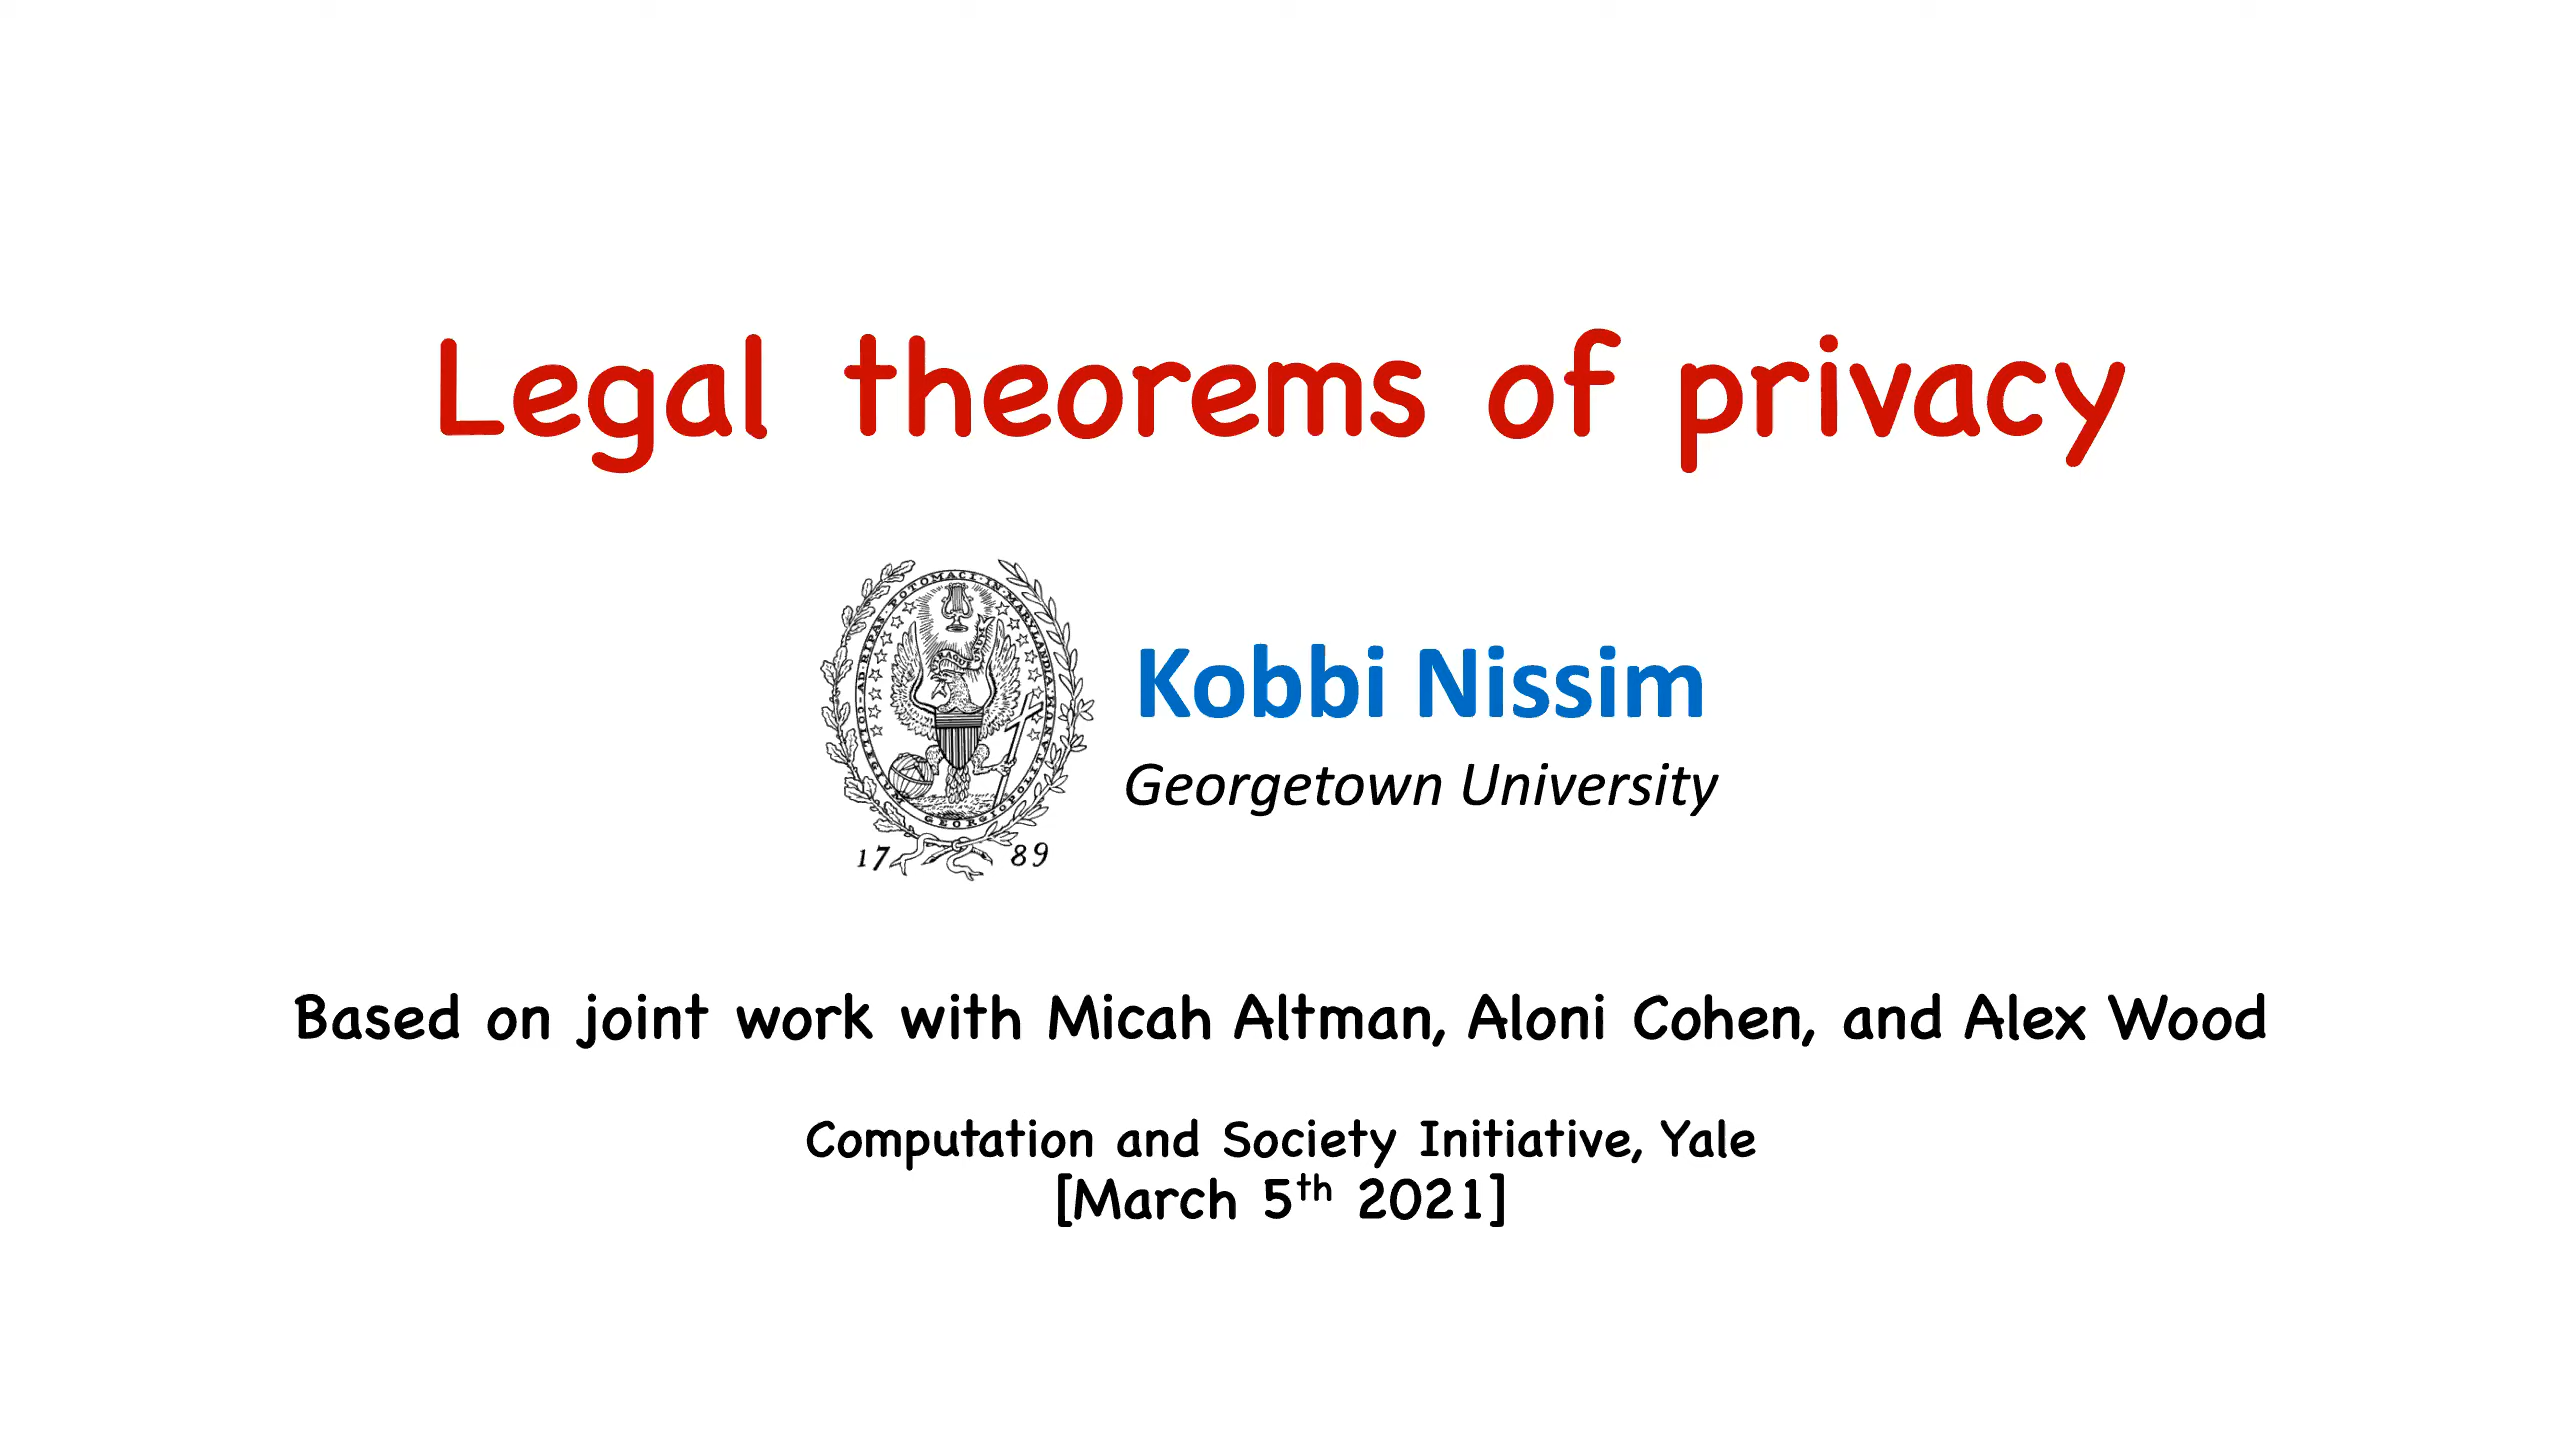 Legal theorems of privacy
Kobbi Nissim
Georgetown University
17 89
Based on joint work with Micah Altman, Aloni Cohen, and Alex Wood
Computation and Society Initiative, Yale
[March 5th 2021]